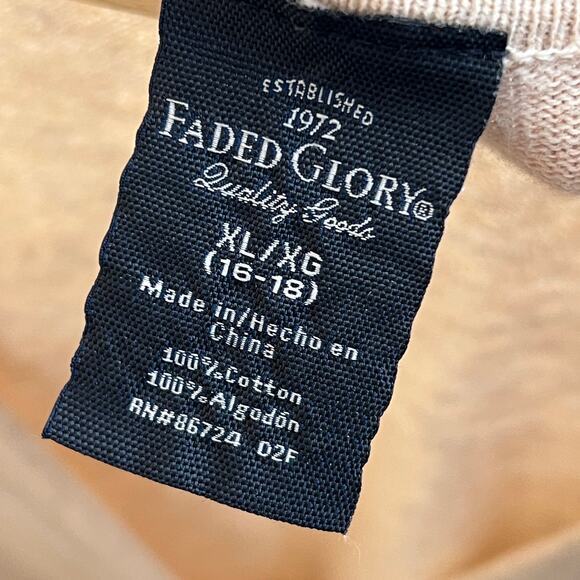 ESTABLISHED
1972
FADED GLORY®
Quality Goods
XL/XG
(16-18)
Made in/Hecho en
China
100%Cotton
100%Algodón
RN#86724 D2F